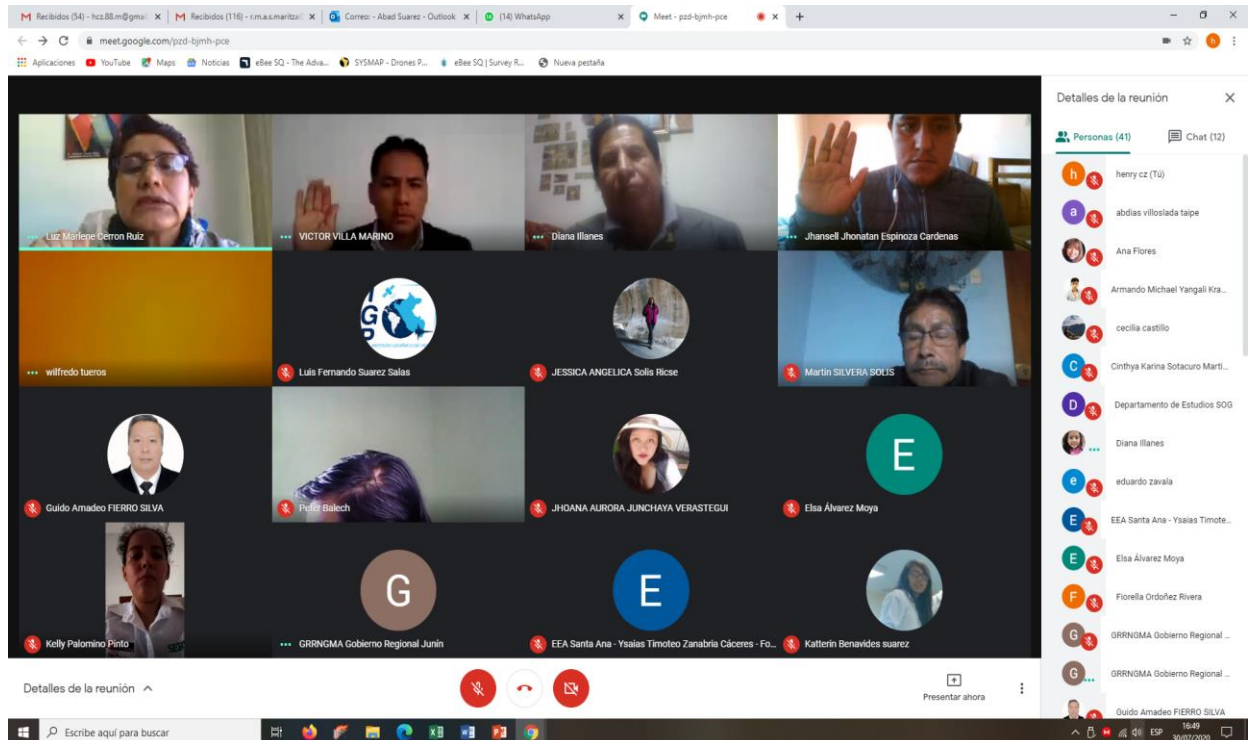 Recibidos (54) - hcz.88.m@gmai
Recibidos (116) - r.m.a.s.maritza
Correo: - Abad Suarez - Outlook
(14) WhatsApp
Meet - pzd-bjmh-pce
meet.google.com/pzd-bjmh-pce
h
Aplicaciones
YouTube
Maps
Noticias
eBee SQ - The Adva...
SYSMAP - Drones P...
eBee SQ | Survey R...
Nueva pestaña
Luz Marlene Cerron Ruiz
VICTOR VILLA MARINO
Diana Illanes
Jhansell Jhonatan Espinoza Cardenas
wilfredo tueros
Luis Fernando Suarez Salas
JESSICA ANGELICA Solis Ricse
Martin SILVERA SOLIS
Guido Amadeo FIERRO SILVA
Peter Balech
JHOANA AURORA JUNCHAYA VERASTEGUI
E
Elsa Álvarez Moya
Kelly Palomino Pinto
G
GRRNGMA Gobierno Regional Junín
E
EEA Santa Ana - Ysaias Timoteo Zanabria Cáceres - Fo...
Katterin Benavides suarez
Detalles de la reunión
Personas (41)
Chat (12)
h
henry cz (Tú)
a
abdias villoslada taipe
Ana Flores
Armando Michael Yangali Kra...
cecilia castillo
C
Cinthya Karina Sotacuro Marti...
D
Departamento de Estudios SOG
Diana Illanes
e
eduardo zavala
E
EEA Santa Ana - Ysaias Timote...
E
Elsa Álvarez Moya
F
Fiorella Ordoñez Rivera
G
GRRNGMA Gobierno Regional ...
G
GRRNGMA Gobierno Regional ...
Guido Amadeo FIERRO SILVA
Detalles de la reunión
Presentar ahora
Escribe aquí para buscar
ESP
16:49
30/07/2020